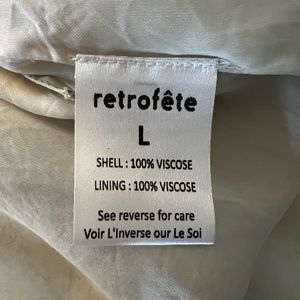 retrofête
L
SHELL : 100% VISCOSE
LINING : 100% VISCOSE
See reverse for care
Voir L'Inverse our Le Soi